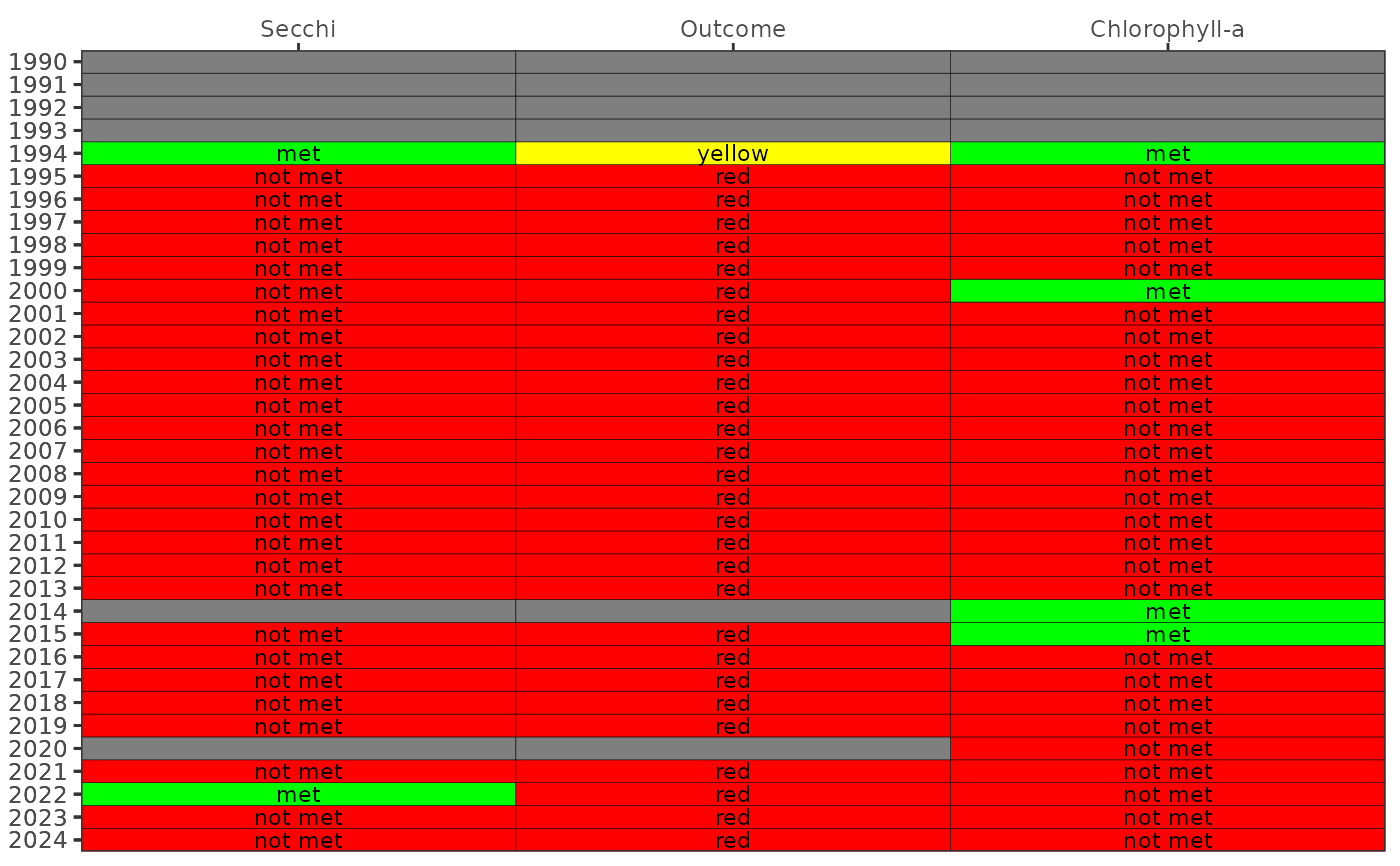 Secchi Outcome Chlorophyll-a
1990
1991
1992
1993
1994 met yellow met
1995 not met red not met
1996 not met red not met
1997 not met red not met
1998 not met red not met
1999 not met red not met
2000 not met red met
2001 not met red not met
2002 not met red not met
2003 not met red not met
2004 not met red not met
2005 not met red not met
2006 not met red not met
2007 not met red not met
2008 not met red not met
2009 not met red not met
2010 not met red not met
2011 not met red not met
2012 not met red not met
2013 not met red not met
2014 met
2015 not met red met
2016 not met red not met
2017 not met red not met
2018 not met red not met
2019 not met red not met
2020 not met
2021 not met red not met
2022 met red not met
2023 not met red not met
2024 not met red not met